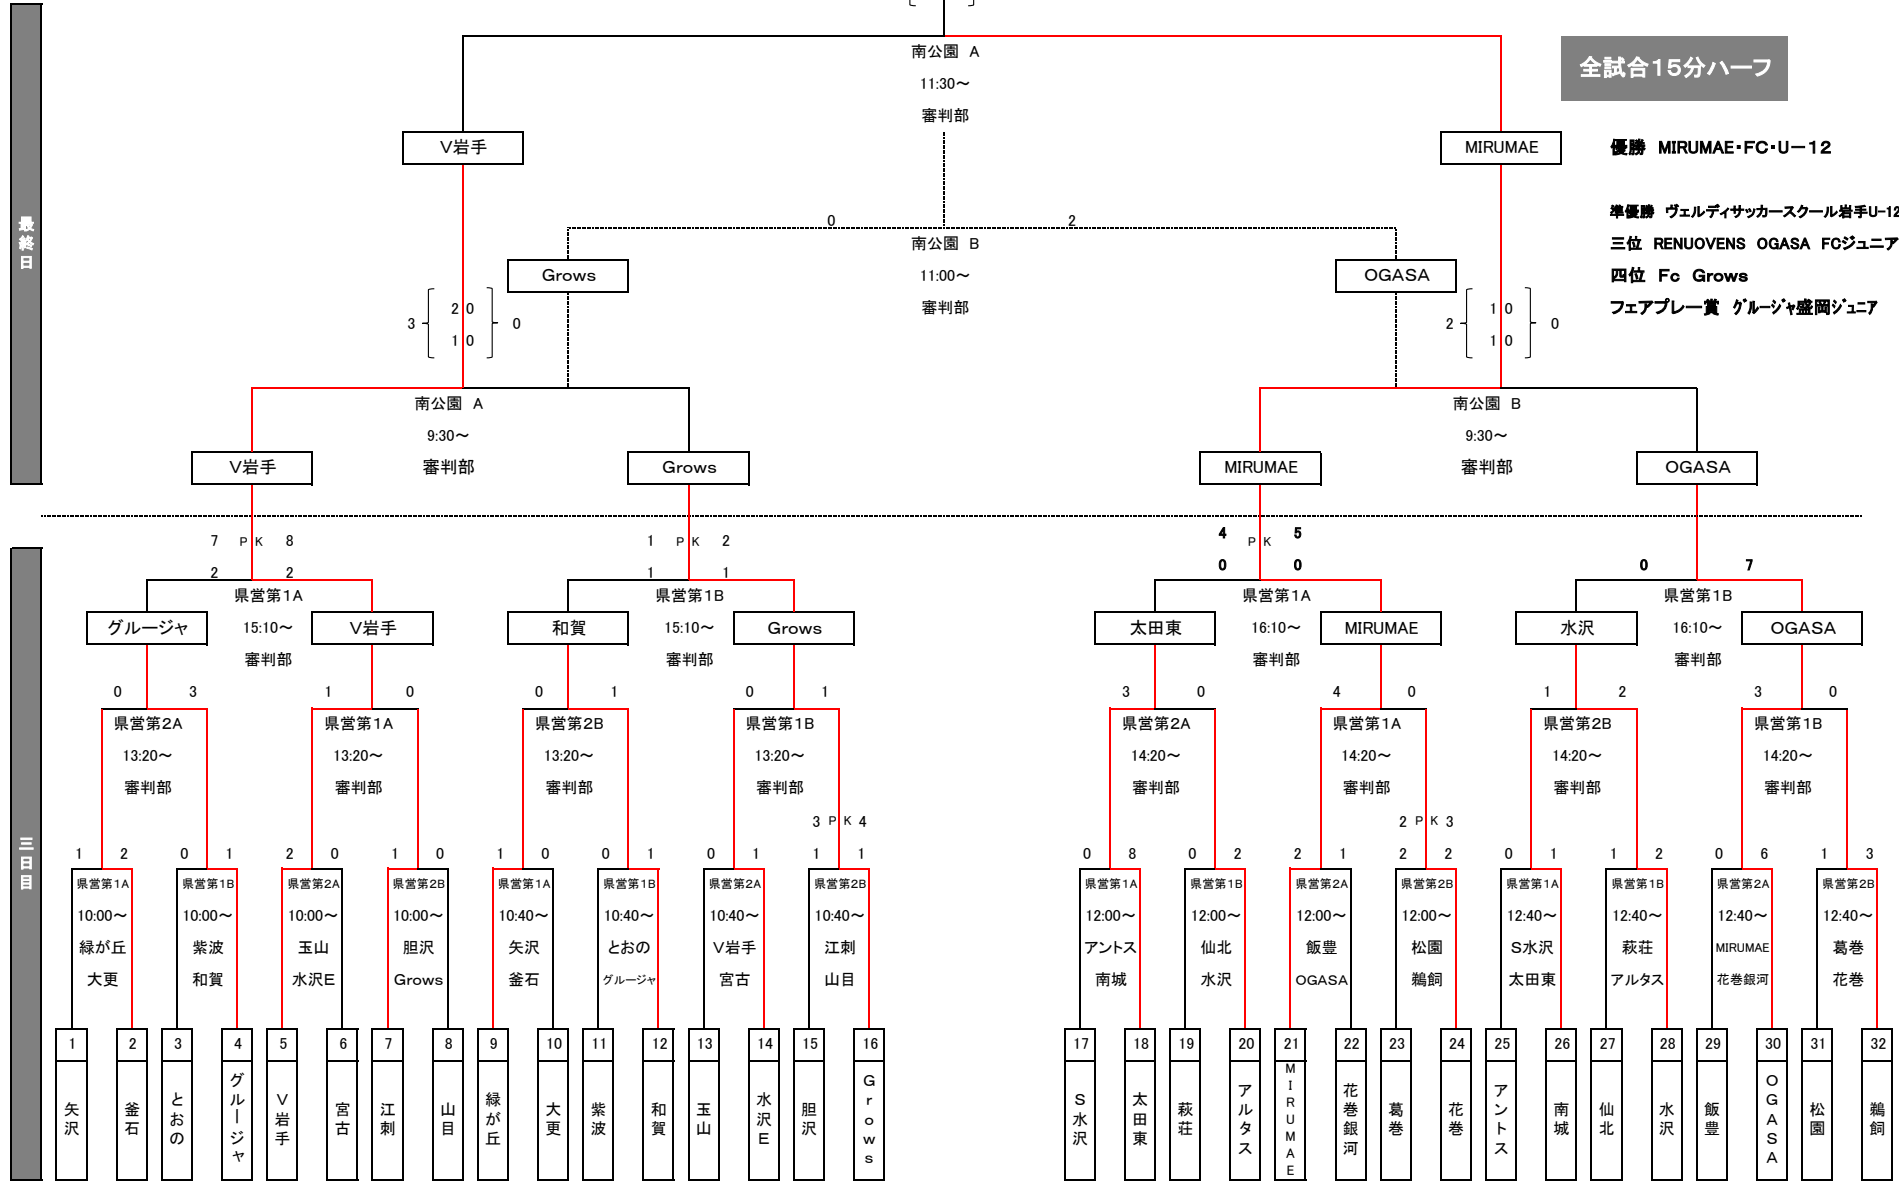 南公園 A
全試合15分ハーフ
11:30～
審判部
V岩手
MIRUMAE
優勝 MIRUMAE・FC・U－12
最終日
0 2
準優勝 ヴェルディサッカースクール岩手U-12
南公園 B
三位 RENUOVENS OGASA FCジュニア
Grows
11:00～
OGASA
四位 Fc Grows
審判部
フェアプレー賞 グルージャ盛岡ジュニア
3 2 0 0
1 0
2 1 0 0
1 0
南公園 A
南公園 B
9:30～
9:30～
V岩手
審判部
Grows
MIRUMAE
審判部
OGASA
三日目
7 PK 8
1 PK 2
4 PK 5
2 2
1 1
0 0
0 7
県営第1A
県営第1B
県営第1A
県営第1B
グルージャ
15:10～
V岩手
和賀
15:10～
Grows
太田東
16:10～
MIRUMAE
水沢
16:10～
OGASA
審判部
審判部
審判部
審判部
0 3
1 0
0 1
0 1
3 0
4 0
1 2
3 0
県営第2A
県営第1A
県営第2B
県営第1B
県営第2A
県営第1A
県営第2B
県営第1B
13:20～
13:20～
13:20～
13:20～
14:20～
14:20～
14:20～
14:20～
審判部
審判部
審判部
審判部
審判部
審判部
審判部
審判部
3 PK 4
2 PK 3
1 2
0 1
2 0
1 0
1 0
0 1
0 1
1 1
0 8
0 2
2 1
2 2
0 1
1 2
0 6
1 3
県営第1A
県営第1B
県営第2A
県営第2B
県営第1A
県営第1B
県営第2A
県営第2B
県営第1A
県営第1B
県営第2A
県営第2B
県営第1A
県営第1B
県営第2A
県営第2B
10:00～
10:00～
10:00～
10:00～
10:40～
10:40～
10:40～
10:40～
12:00～
12:00～
12:00～
12:00～
12:40～
12:40～
12:40～
12:40～
緑が丘
紫波
玉山
胆沢
矢沢
とおの
V岩手
江刺
アントス
仙北
飯豊
松園
S水沢
萩荘
MIRUMAE
葛巻
大更
和賀
水沢E
Grows
釜石
グルージャ
宮古
山目
南城
水沢
OGASA
鵜飼
太田東
アルタス
花巻銀河
花巻
1 2 3 4 5 6 7 8 9 10 11 12 13 14 15 16 17 18 19 20 21 22 23 24 25 26 27 28 29 30 31 32
矢沢
釜石
とおの
グルージャ
V岩手
宮古
江刺
山目
緑が丘
大更
紫波
和賀
玉山
水沢E
胆沢
Grows
S水沢
太田東
萩荘
アルタス
MIRUMAE
花巻銀河
葛巻
花巻
アントス
南城
仙北
水沢
飯豊
OGASA
松園
鵜飼